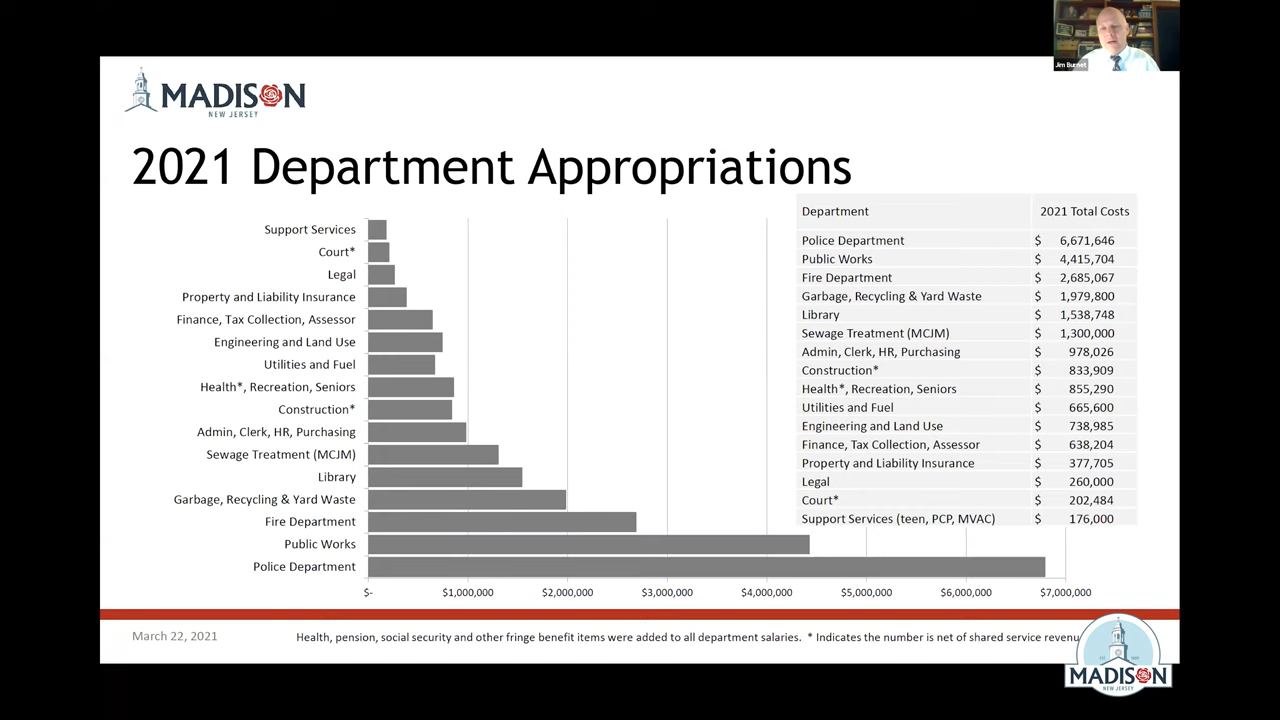 Jim Burnet
MADISON
NEW JERSEY
2021 Department Appropriations
Support Services
Court*
Legal
Property and Liability Insurance
Finance, Tax Collection, Assessor
Engineering and Land Use
Utilities and Fuel
Health*, Recreation, Seniors
Construction*
Admin, Clerk, HR, Purchasing
Sewage Treatment (MCJM)
Library
Garbage, Recycling & Yard Waste
Fire Department
Public Works
Police Department
$- $1,000,000 $2,000,000 $3,000,000 $4,000,000 $5,000,000 $6,000,000 $7,000,000
Department 2021 Total Costs
Police Department $ 6,671,646
Public Works $ 4,415,704
Fire Department $ 2,685,067
Garbage, Recycling & Yard Waste $ 1,979,800
Library $ 1,538,748
Sewage Treatment (MCJM) $ 1,300,000
Admin, Clerk, HR, Purchasing $ 978,026
Construction* $ 833,909
Health*, Recreation, Seniors $ 855,290
Utilities and Fuel $ 665,600
Engineering and Land Use $ 738,985
Finance, Tax Collection, Assessor $ 638,204
Property and Liability Insurance $ 377,705
Legal $ 260,000
Court* $ 202,484
Support Services (teen, PCP, MVAC) $ 176,000
March 22, 2021
Health, pension, social security and other fringe benefit items were added to all department salaries. * Indicates the number is net of shared service revenu
MADISON
NEW JERSEY